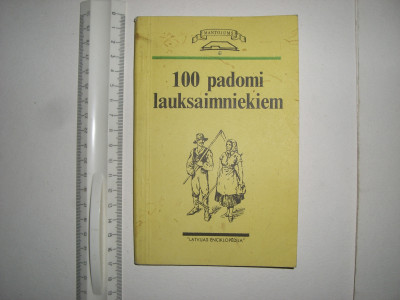 100 padomi
lauksaimniekiem
"LATVIJAS ENCIKLOPĒDIJA"